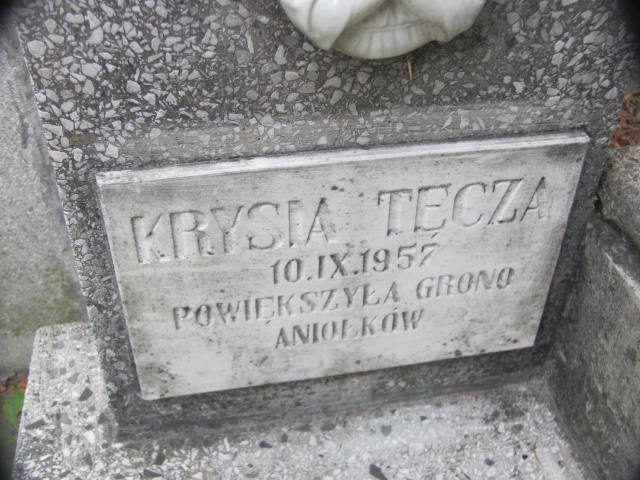 KRYSIA TĘCZA
10.IX.1957
POWIĘKSZYŁA GRONO
ANIOŁKÓW